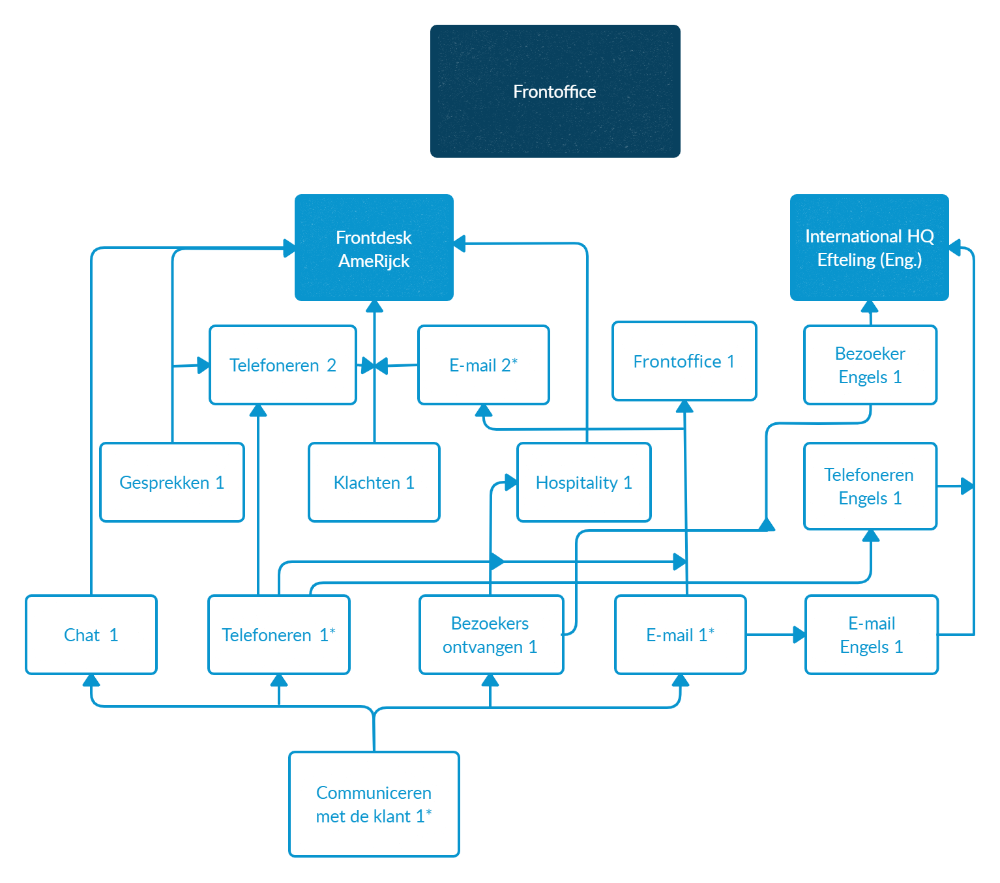 Frontoffice
Frontdesk
AmeRijck
International HQ
Efteling (Eng.)
Telefoneren 2
E-mail 2*
Frontoffice 1
Bezoeker
Engels 1
Gesprekken 1
Klachten 1
Hospitality 1
Telefoneren
Engels 1
Chat 1
Telefoneren 1*
Bezoekers
ontvangen 1
E-mail 1*
E-mail
Engels 1
Communiceren
met de klant 1*